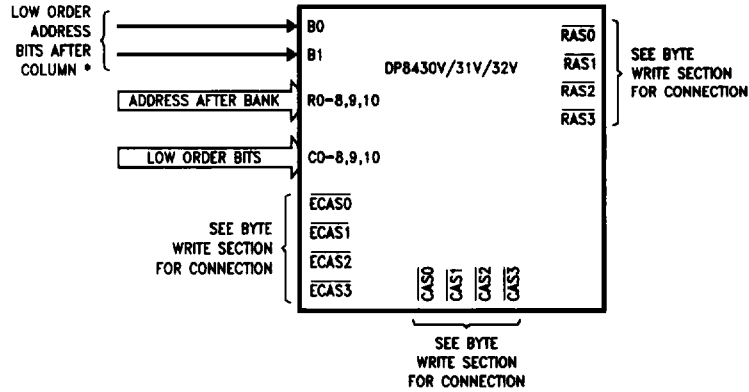 LOW ORDER
ADDRESS
BITS AFTER
COLUMN *
B0
B1
ADDRESS AFTER BANK
R0-8,9,10
LOW ORDER BITS
C0-8,9,10
DP8430V/31V/32V
RAS0
RAS1
RAS2
RAS3
SEE BYTE
WRITE SECTION
FOR CONNECTION
SEE BYTE
WRITE SECTION
FOR CONNECTION
ECAS0
ECAS1
ECAS2
ECAS3
CAS0
CAS1
CAS2
CAS3
SEE BYTE
WRITE SECTION
FOR CONNECTION